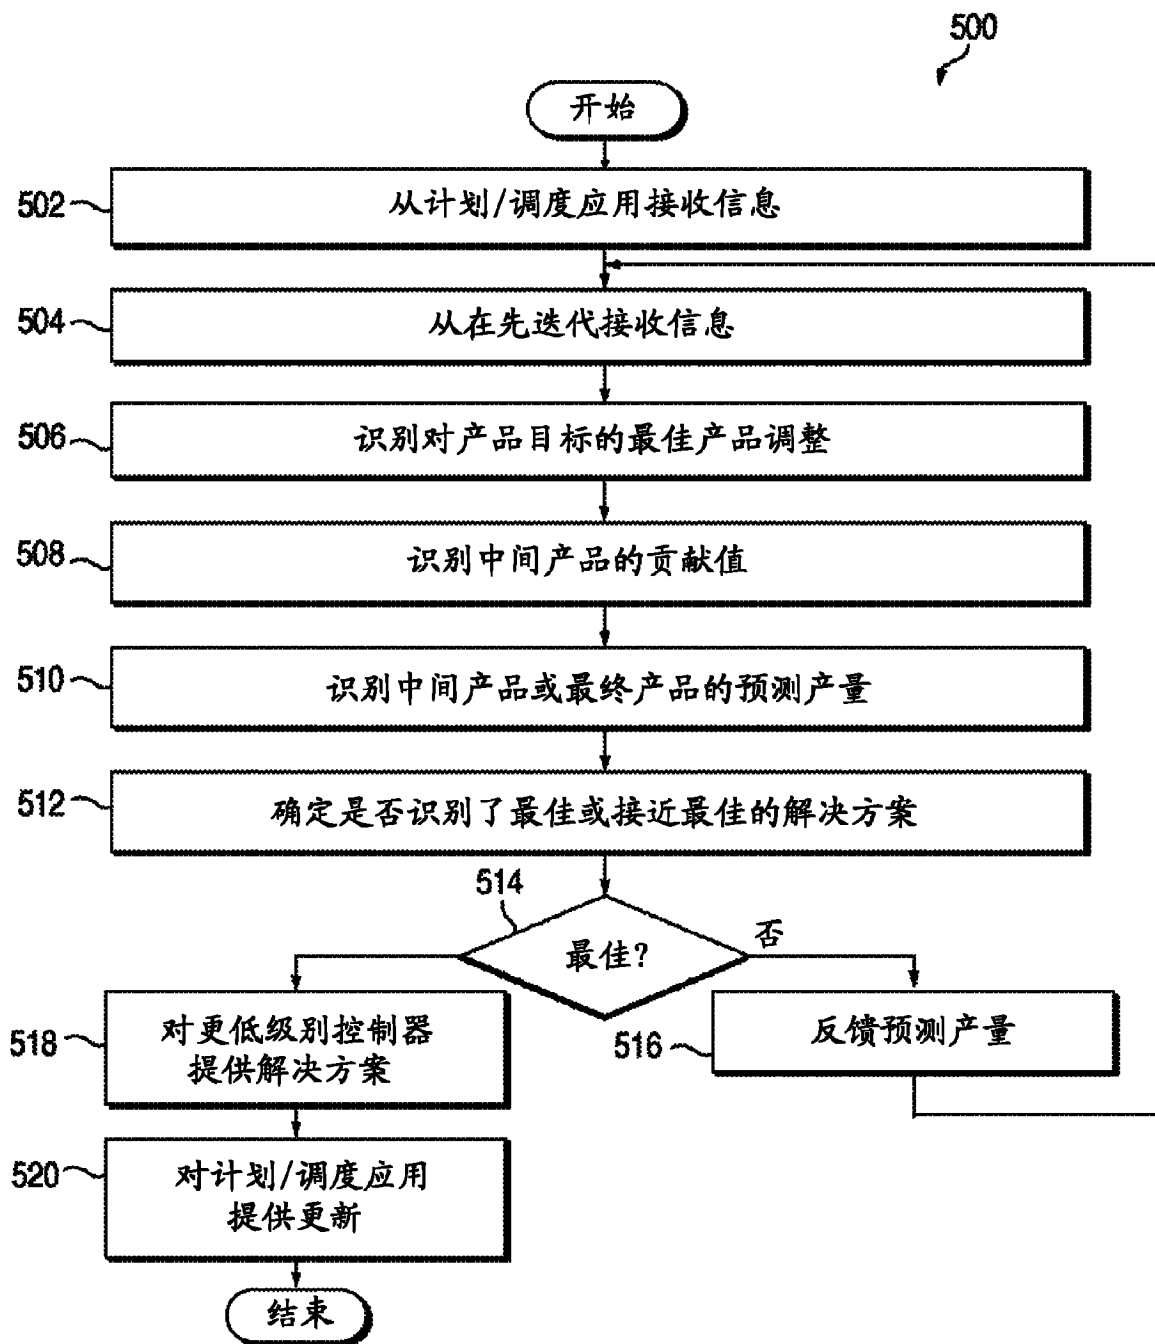 500
开始
502
从计划/调度应用接收信息
504
从在先迭代接收信息
506
识别对产品目标的最佳产品调整
508
识别中间产品的贡献值
510
识别中间产品或最终产品的预测产量
512
确定是否识别了最佳或接近最佳的解决方案
514
最佳?
否
518
对更低级别控制器
提供解决方案
516
反馈预测产量
520
对计划/调度应用
提供更新
结束